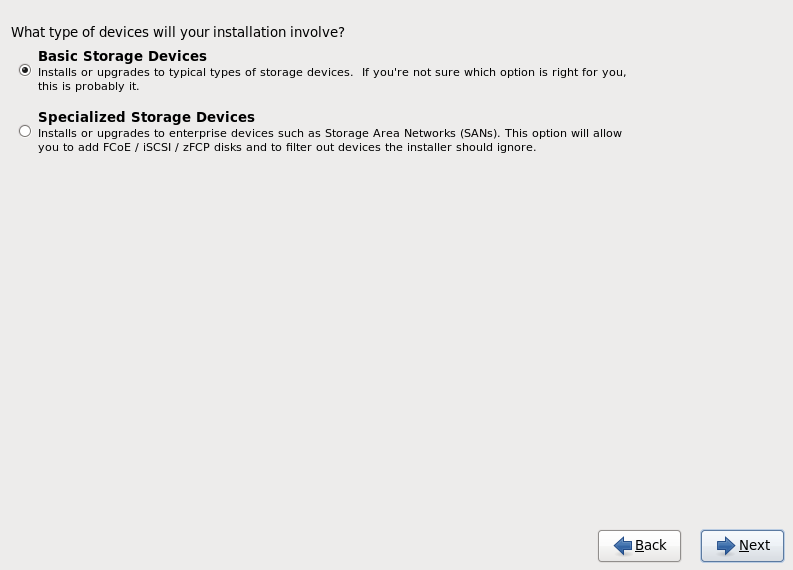 What type of devices will your installation involve?
Basic Storage Devices
Installs or upgrades to typical types of storage devices.  If you're not sure which option is right for you,
this is probably it.
Specialized Storage Devices
Installs or upgrades to enterprise devices such as Storage Area Networks (SANs). This option will allow
you to add FCoE / iSCSI / zFCP disks and to filter out devices the installer should ignore.
Back
Next